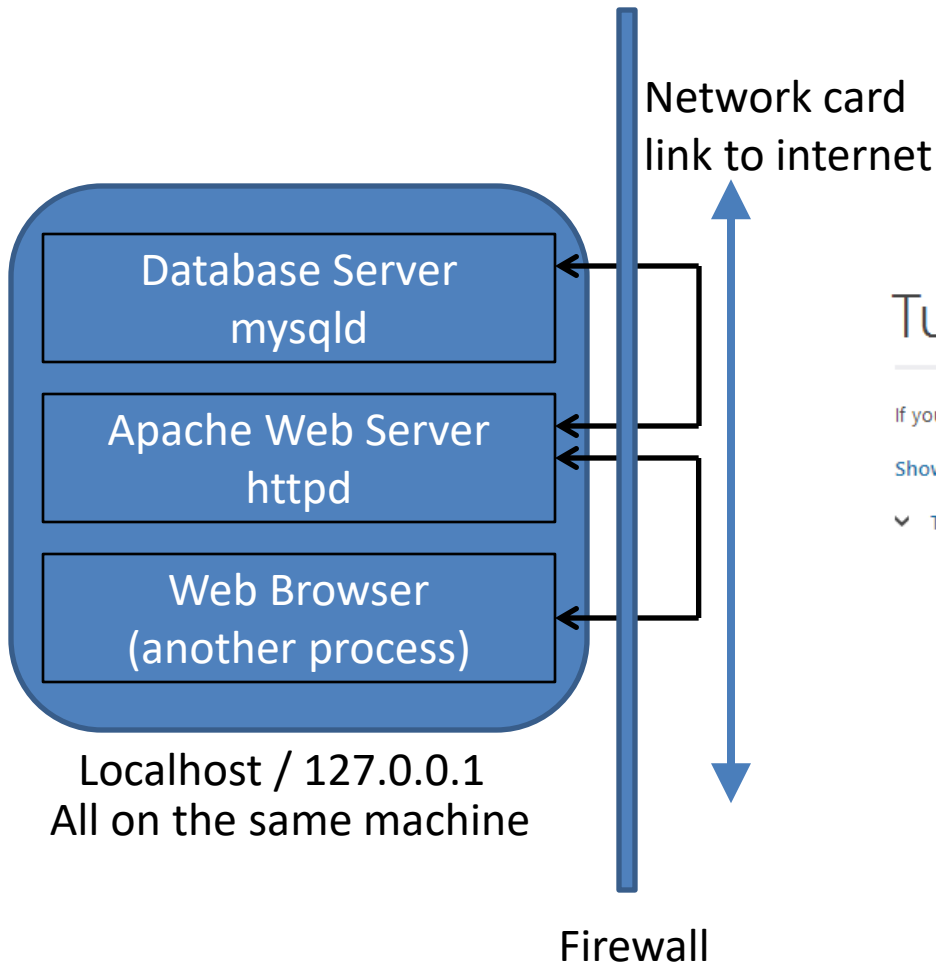 Network card
link to internet
Database Server
mysqld
Apache Web Server
httpd
Web Browser
(another process)
Localhost / 127.0.0.1
All on the same machine
Firewall
If